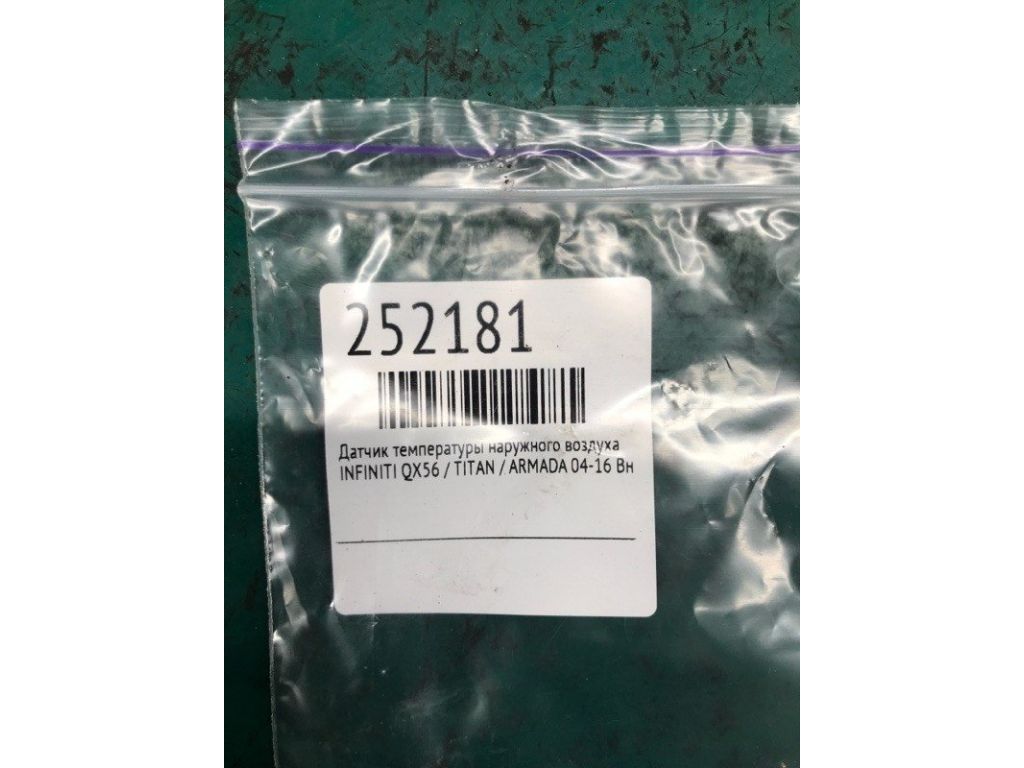 252181
Датчик температуры наружного воздуха
INFINITI QX56 / TITAN / ARMADA 04-16 Вн